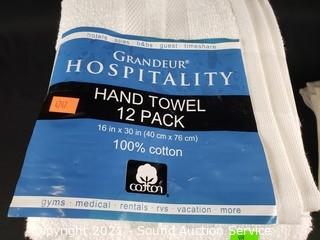 hotels · spas · b&bs · guest · timeshare
GRANDEUR®
HOSPITALITY
HAND TOWEL
12 PACK
16 in x 30 in (40 cm x 76 cm)
100% cotton
cotton
gyms · medical · rentals · rvs · vacation · more
Copyright 2021 - Sound Auction Service